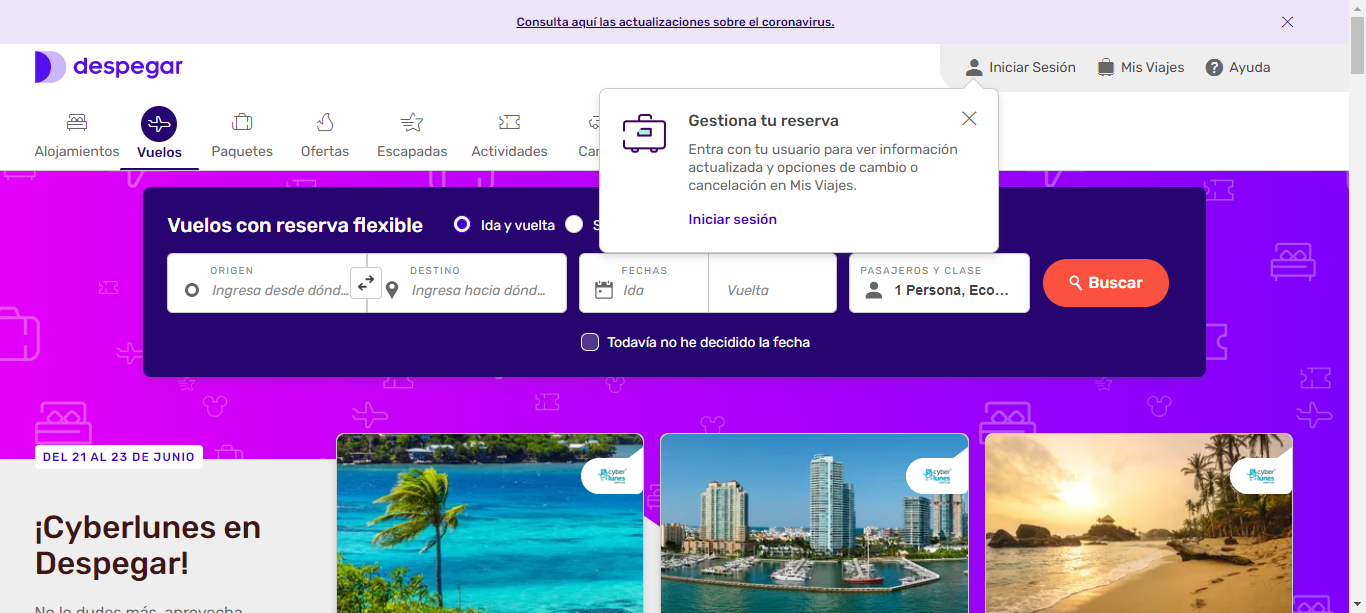 Consulta aquí las actualizaciones sobre el coronavirus.
despegar
Iniciar Sesión
Mis Viajes
Ayuda
Alojamientos
Vuelos
Paquetes
Ofertas
Escapadas
Actividades
Gestiona tu reserva
Entra con tu usuario para ver información
actualizada y opciones de cambio o
cancelación en Mis Viajes.
Iniciar sesión
Vuelos con reserva flexible
Ida y vuelta
ORIGEN
Ingresa desde dónd...
DESTINO
Ingresa hacia dónd...
FECHAS
Ida
Vuelta
PASAJEROS Y CLASE
1 Persona, Eco...
Buscar
Todavía no he decidido la fecha
DEL 21 AL 23 DE JUNIO
¡Cyberlunes en
Despegar!
No lo dudes más, aprovecha
cyber
lunes
cyber
lunes
cyber
lunes